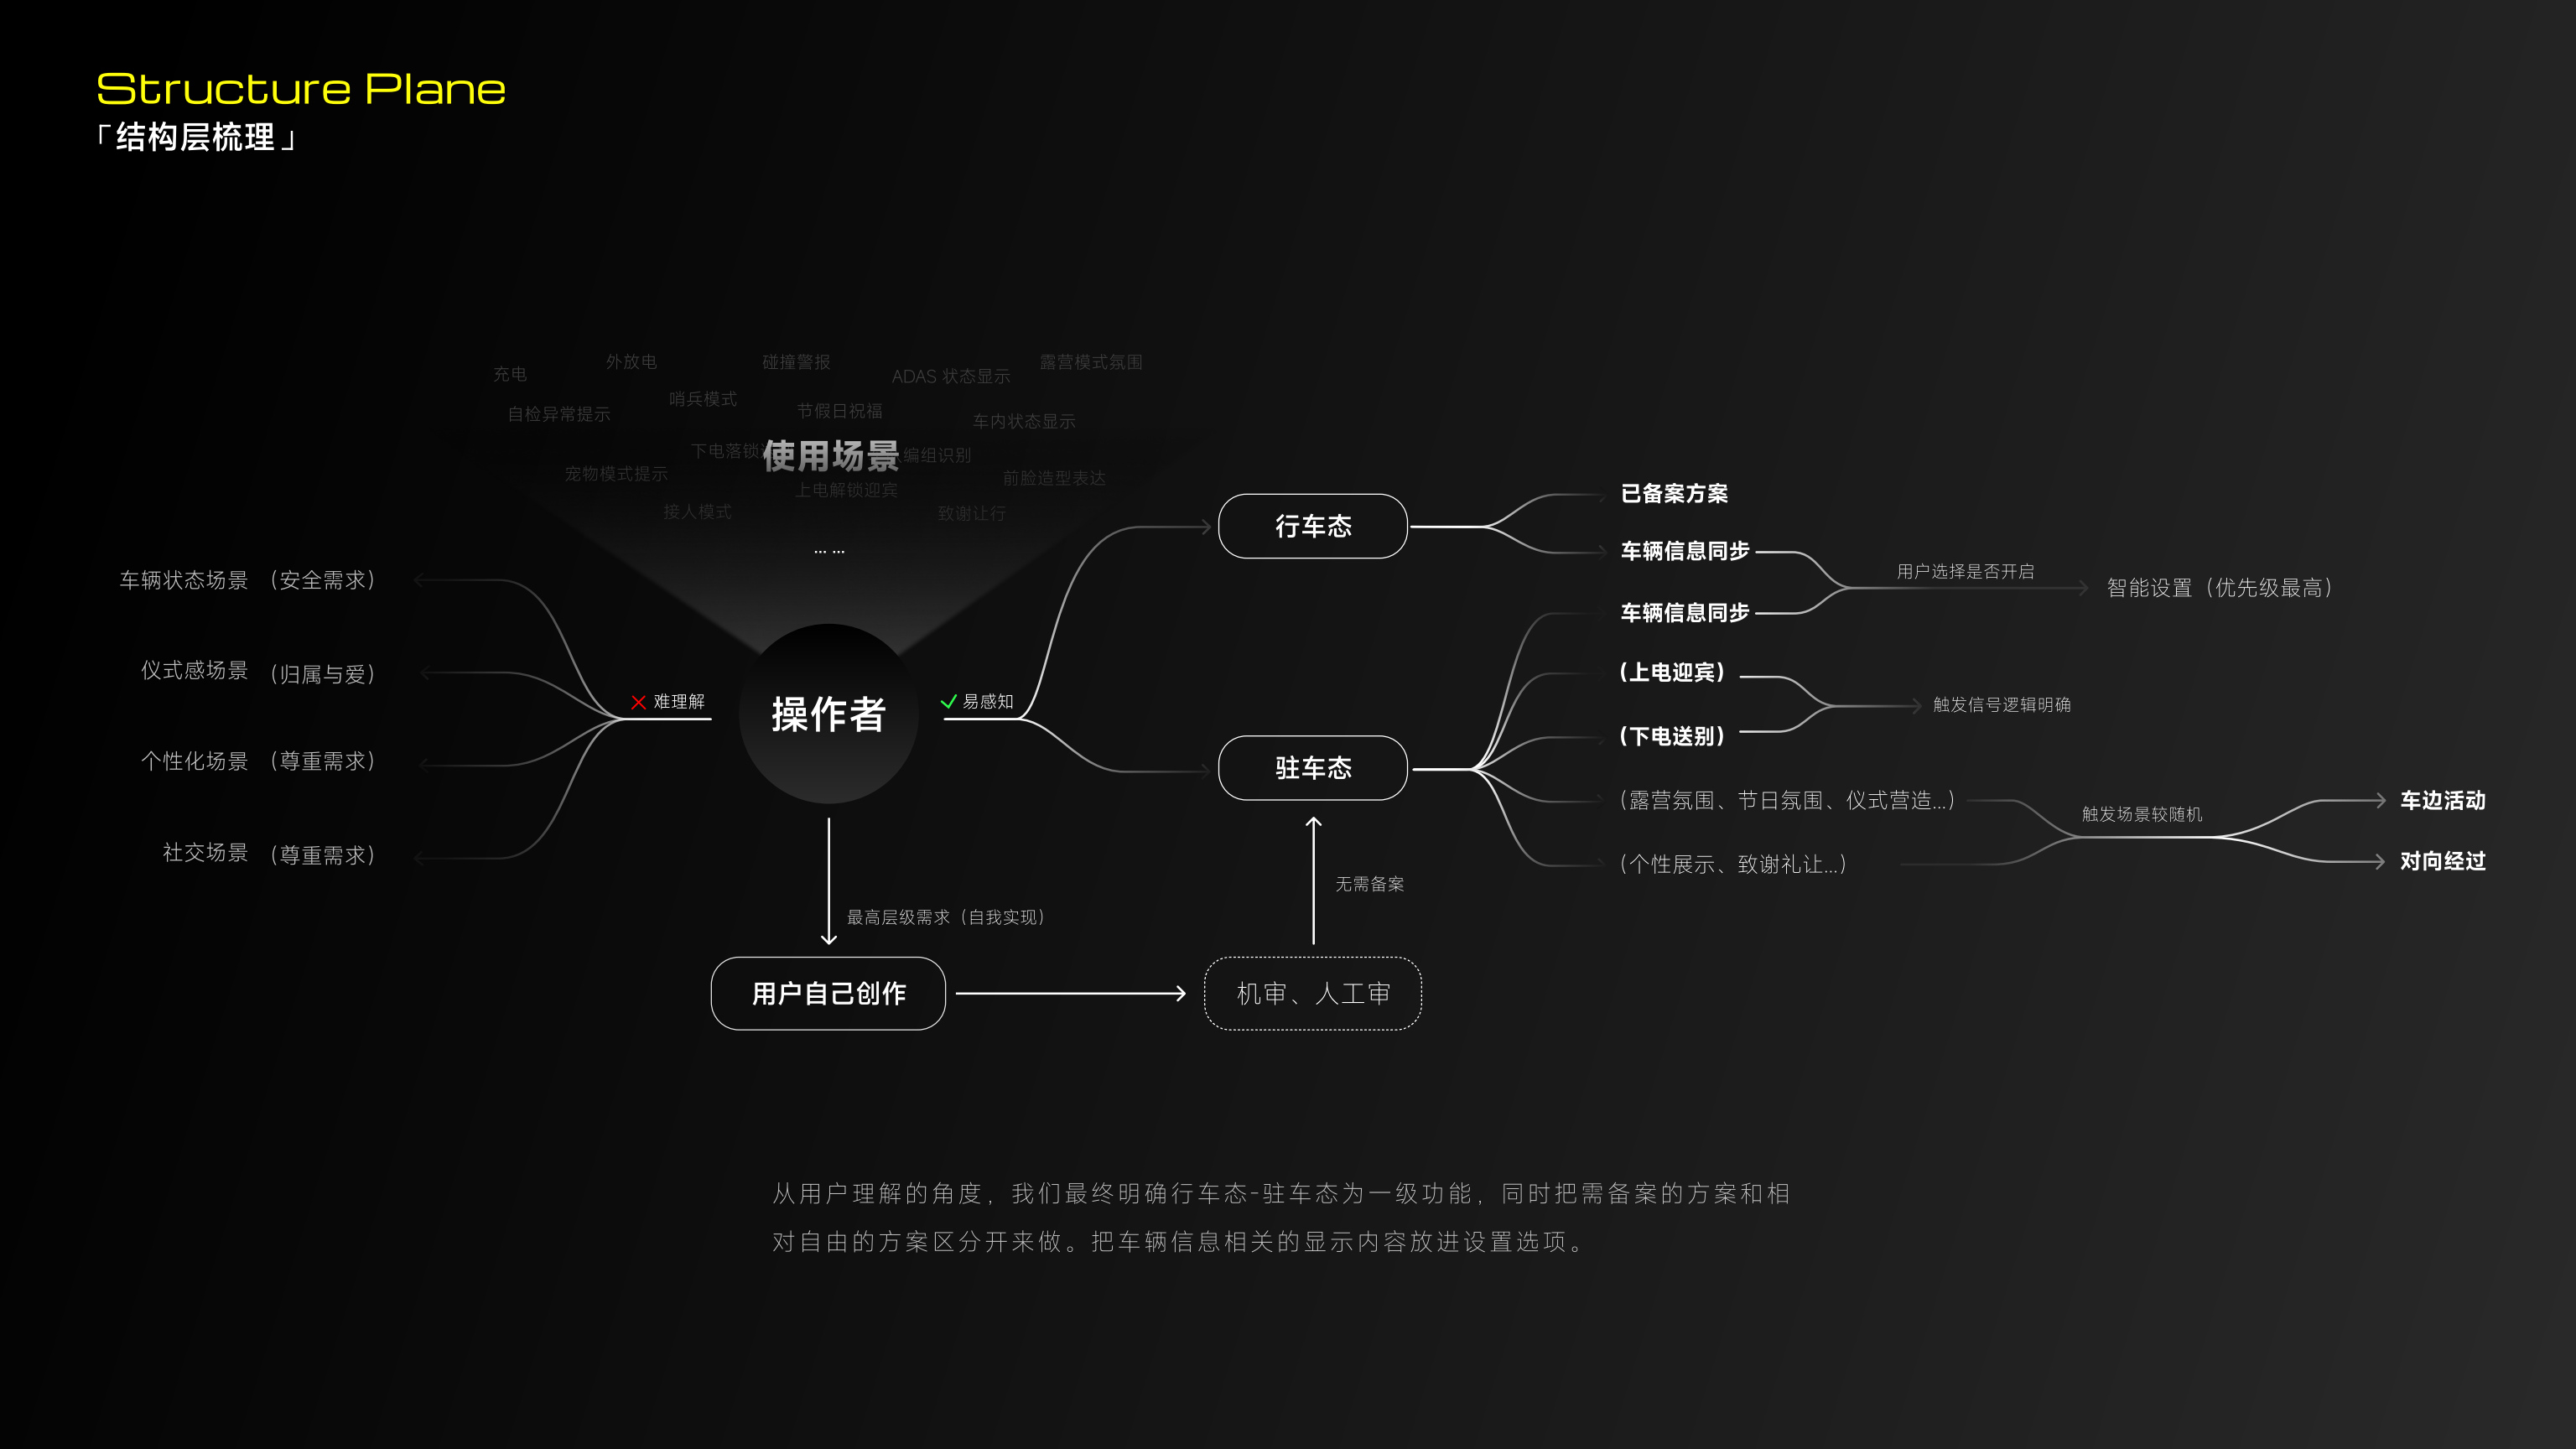 Structure Plane
「结构层梳理」
充电
外放电
碰撞警报
ADAS 状态显示
露营模式氛围
自检异常提示
哨兵模式
节假日祝福
车内状态显示
下电落锁
使用场景
编组识别
宠物模式提示
上电解锁迎宾
前脸造型表达
接人模式
致谢让行
... ...
车辆状态场景 （安全需求）
仪式感场景 （归属与爱）
个性化场景 （尊重需求）
社交场景 （尊重需求）
难理解
操作者
易感知
行车态
驻车态
已备案方案
车辆信息同步
车辆信息同步
用户选择是否开启
智能设置（优先级最高）
(上电迎宾)
(下电送别)
触发信号逻辑明确
（露营氛围、节日氛围、仪式营造...）
（个性展示、致谢礼让...）
触发场景较随机
车边活动
对向经过
最高层级需求（自我实现）
无需备案
用户自己创作
机审、人工审
从用户理解的角度，我们最终明确行车态-驻车态为一级功能，同时把需备案的方案和相
对自由的方案区分开来做。把车辆信息相关的显示内容放进设置选项。